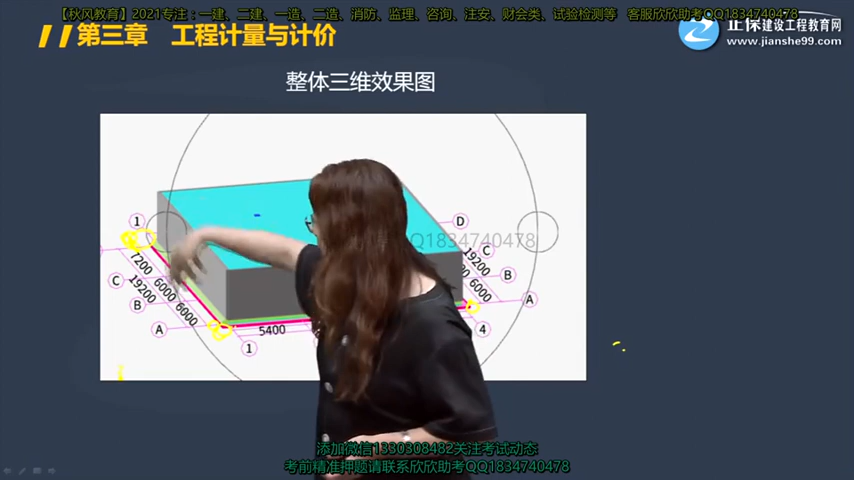 【秋风教育】2021专注：一建、二建、一造、二造、消防、监理、咨询、注安、财会类、试验检测等 客服欣欣助考QQ1834740478
第三章 工程计量与计价
正保建设工程教育网
www.jianshe99.com
整体三维效果图
1
D
QQ1834740478
C
7200
19200
C
6000
B
19200
B
6000
6000
A
A
5400
4
1
添加微信1330308482关注考试动态
考前精准押题请联系欣欣助考QQ1834740478